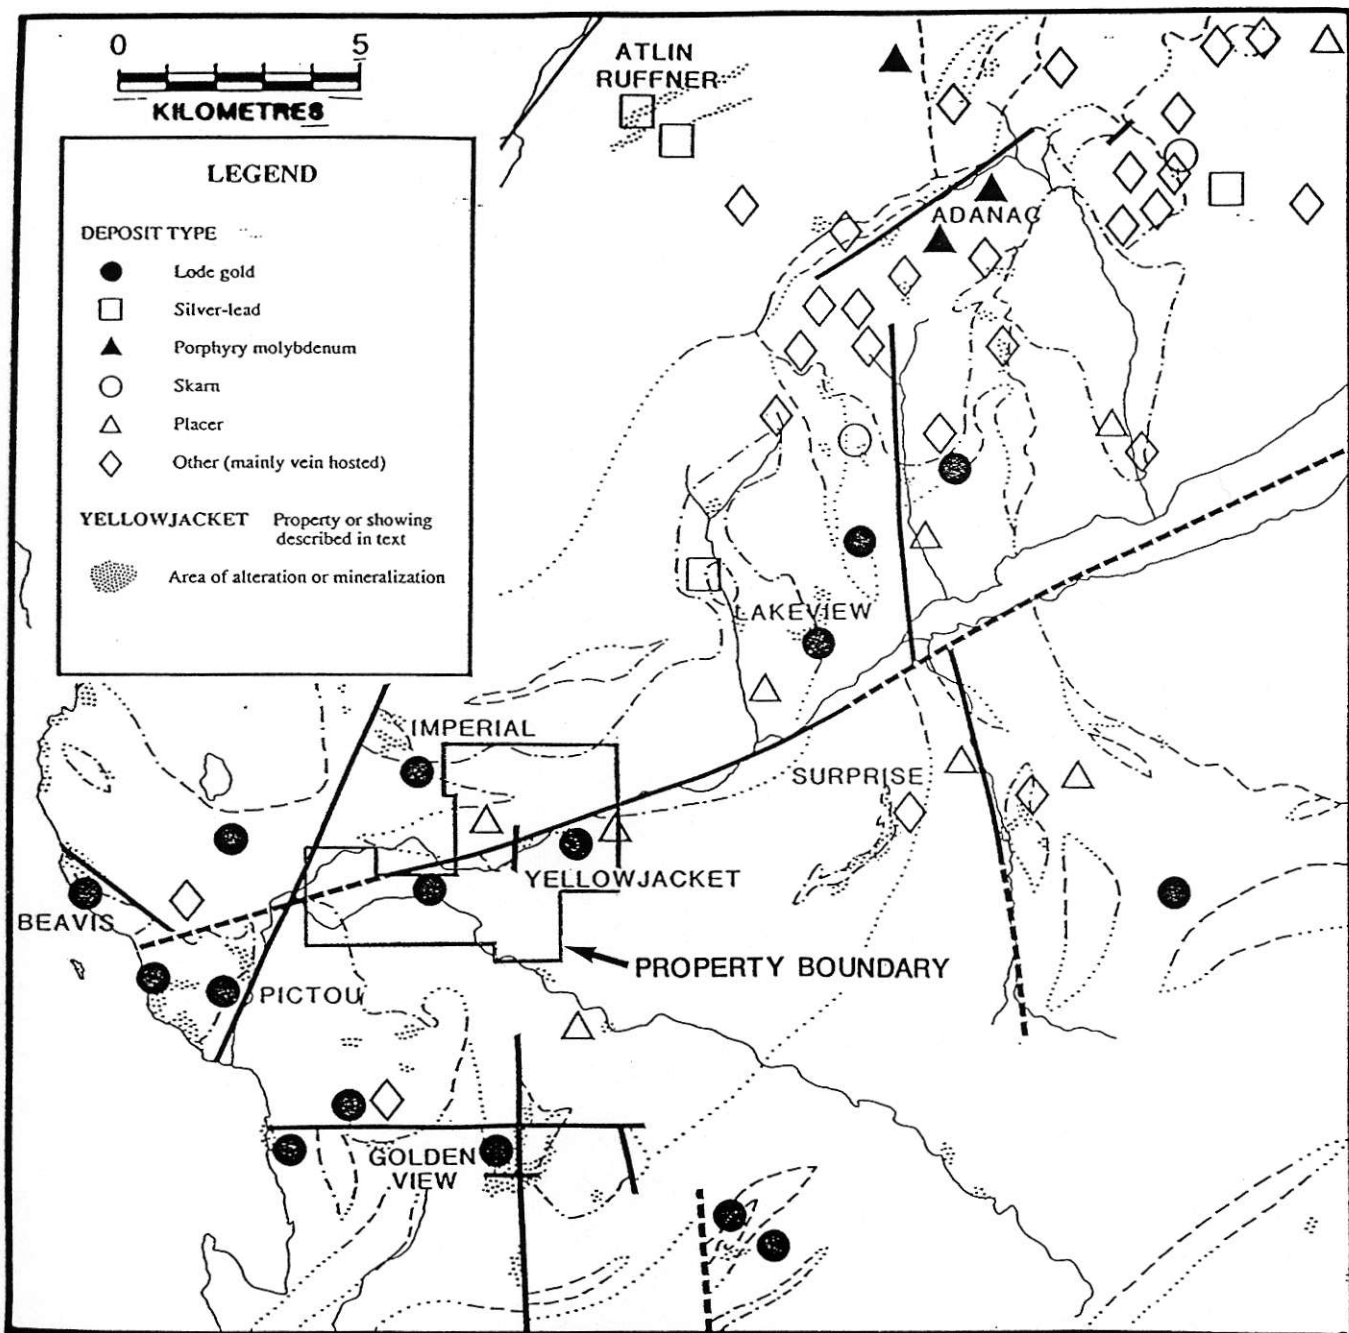 0 5
KILOMETRES
LEGEND
DEPOSIT TYPE
Lode gold
Silver-lead
Porphyry molybdenum
Skarn
Placer
Other (mainly vein hosted)
YELLOWJACKET Property or showing
described in text
Area of alteration or mineralization
ATLIN
RUFFNER
ADANAC
LAKEVIEW
IMPERIAL
SURPRISE
YELLOWJACKET
BEAVIS
PROPERTY BOUNDARY
PICTOU
GOLDEN
VIEW